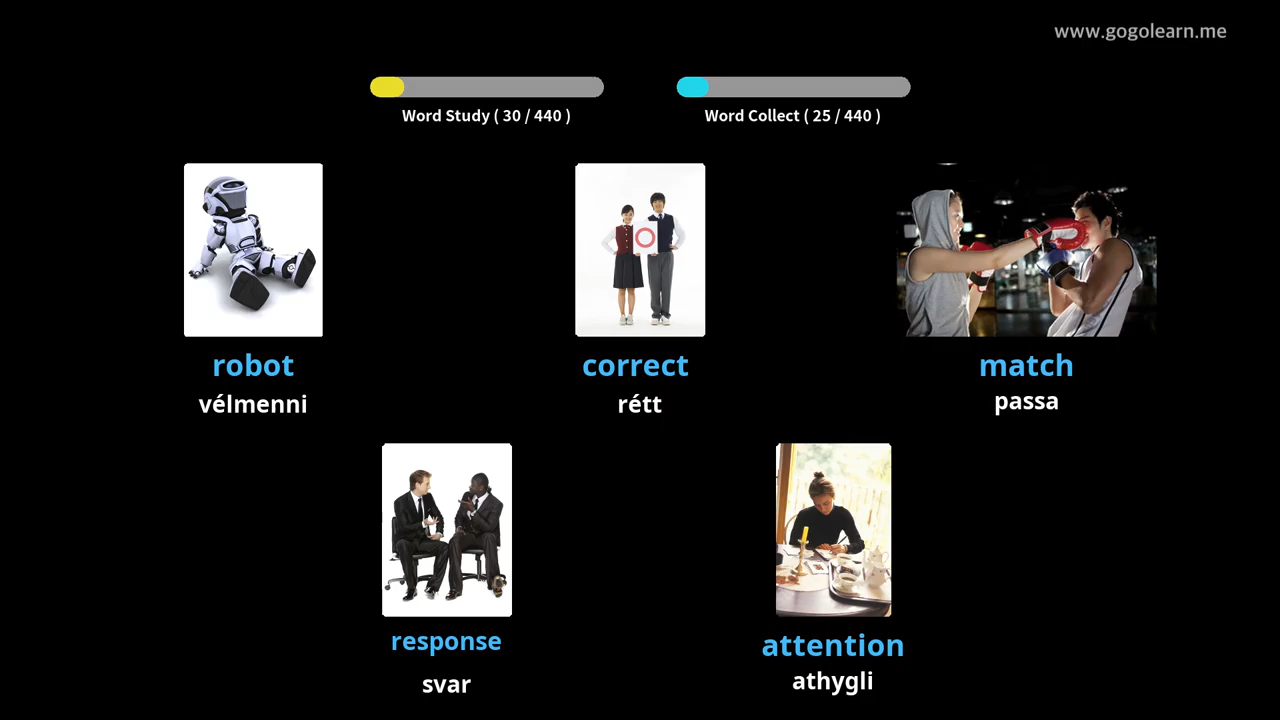 www.gogolearn.me
Word Study ( 30 / 440 )
Word Collect ( 25 / 440 )
robot
vélmenni
correct
rétt
match
passa
response
svar
attention
athygli